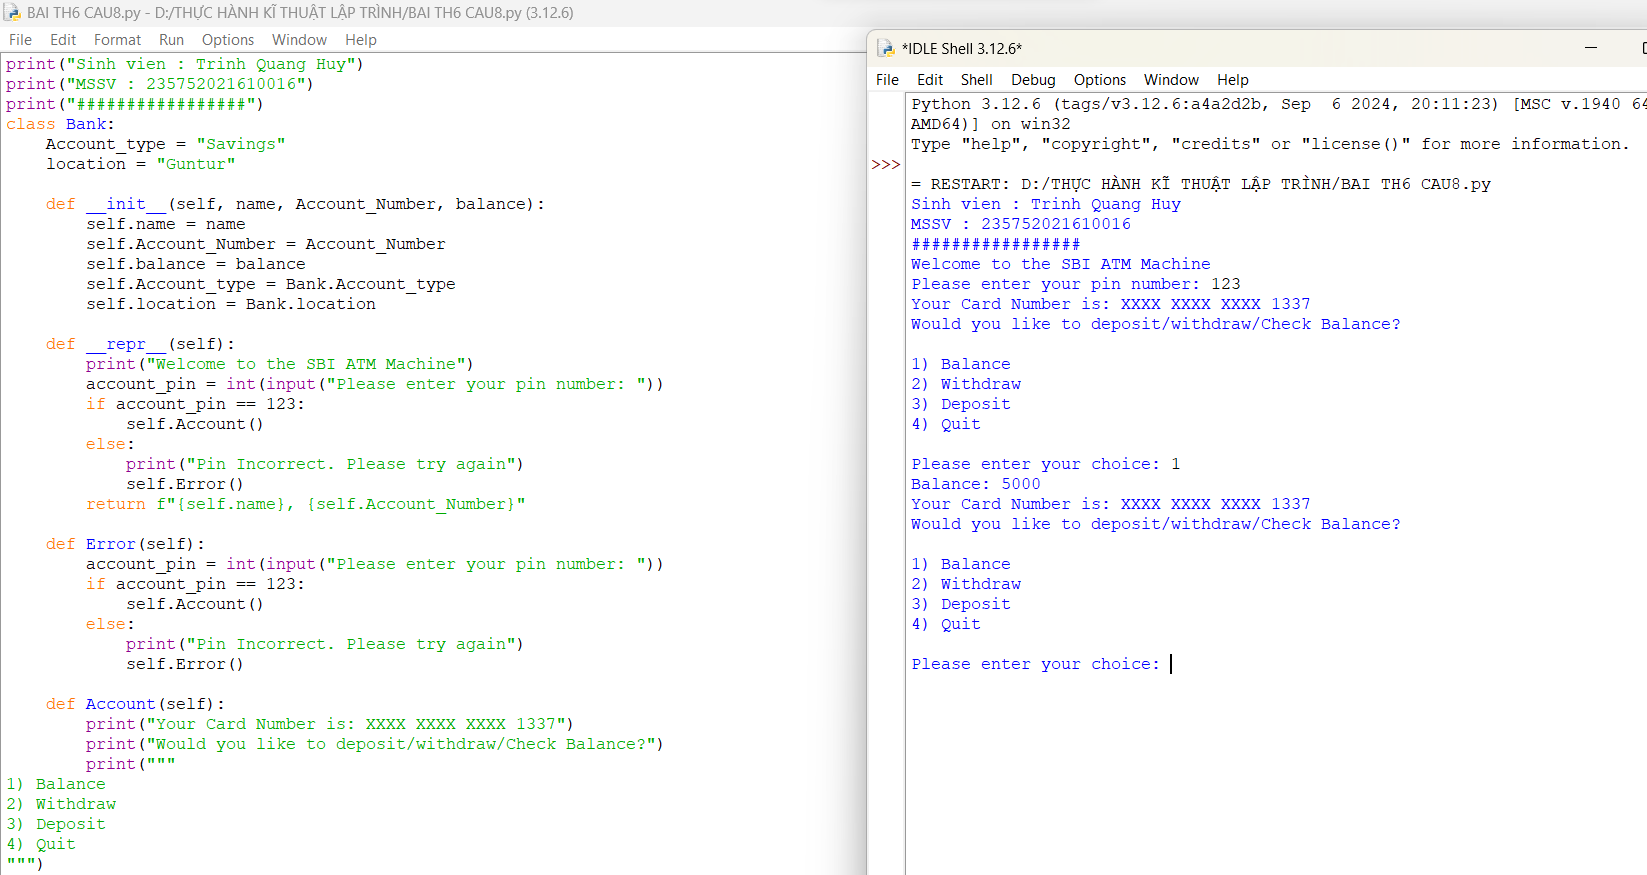 BAI TH6 CAU8.py - D:/THỰC HÀNH KĨ THUẬT LẬP TRÌNH/BAI TH6 CAU8.py (3.12.6)
File Edit Format Run Options Window Help
print("Sinh vien : Trinh Quang Huy")
print("MSSV : 235752021610016")
print("#################")
class Bank:
    Account_type = "Savings"
    location = "Guntur"

    def __init__(self, name, Account_Number, balance):
        self.name = name
        self.Account_Number = Account_Number
        self.balance = balance
        self.Account_type = Bank.Account_type
        self.location = Bank.location

    def __repr__(self):
        print("Welcome to the SBI ATM Machine")
        account_pin = int(input("Please enter your pin number: "))
        if account_pin == 123:
            self.Account()
        else:
            print("Pin Incorrect. Please try again")
            self.Error()
        return f"{self.name}, {self.Account_Number}"

    def Error(self):
        account_pin = int(input("Please enter your pin number: "))
        if account_pin == 123:
            self.Account()
        else:
            print("Pin Incorrect. Please try again")
            self.Error()

    def Account(self):
        print("Your Card Number is: XXXX XXXX XXXX 1337")
        print("Would you like to deposit/withdraw/Check Balance?")
        print("""
1) Balance
2) Withdraw
3) Deposit
4) Quit
""")
*IDLE Shell 3.12.6*
File Edit Shell Debug Options Window Help
Python 3.12.6 (tags/v3.12.6:a4a2d2b, Sep  6 2024, 20:11:23) [MSC v.1940 64
AMD64)] on win32
Type "help", "copyright", "credits" or "license()" for more information.
>>>
= RESTART: D:/THỰC HÀNH KĨ THUẬT LẬP TRÌNH/BAI TH6 CAU8.py
Sinh vien : Trinh Quang Huy
MSSV : 235752021610016
#################
Welcome to the SBI ATM Machine
Please enter your pin number: 123
Your Card Number is: XXXX XXXX XXXX 1337
Would you like to deposit/withdraw/Check Balance?

1) Balance
2) Withdraw
3) Deposit
4) Quit

Please enter your choice: 1
Balance: 5000
Your Card Number is: XXXX XXXX XXXX 1337
Would you like to deposit/withdraw/Check Balance?

1) Balance
2) Withdraw
3) Deposit
4) Quit

Please enter your choice: